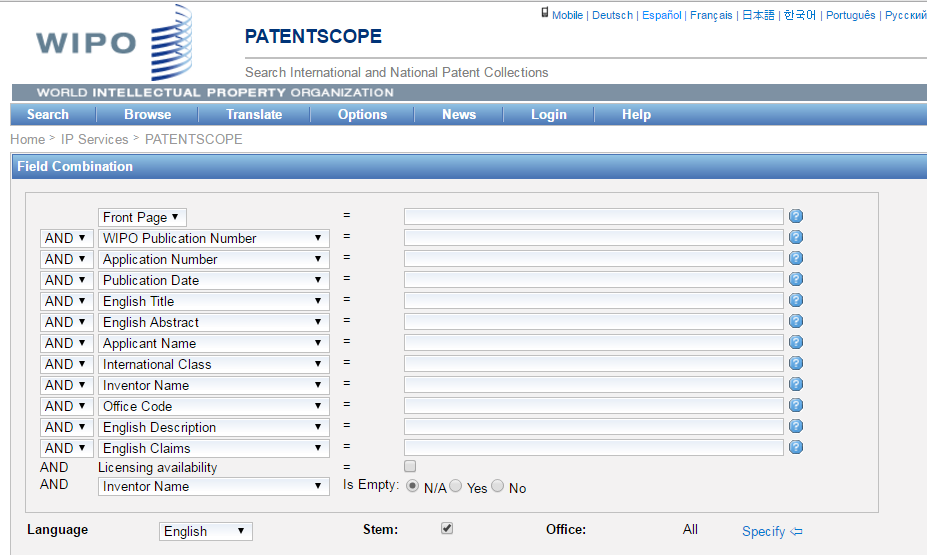 Mobile | Deutsch | Español | Français | 日本語 | 한국어 | Português | Русский
WIPO
PATENTSCOPE
Search International and National Patent Collections
WORLD INTELLECTUAL PROPERTY ORGANIZATION
Search Browse Translate Options News Login Help
Home > IP Services > PATENTSCOPE
Field Combination
Front Page ▼ = ?
AND ▼ WIPO Publication Number ▼ = ?
AND ▼ Application Number ▼ = ?
AND ▼ Publication Date ▼ = ?
AND ▼ English Title ▼ = ?
AND ▼ English Abstract ▼ = ?
AND ▼ Applicant Name ▼ = ?
AND ▼ International Class ▼ = ?
AND ▼ Inventor Name ▼ = ?
AND ▼ Office Code ▼ = ?
AND ▼ English Description ▼ = ?
AND ▼ English Claims ▼ = ?
AND Licensing availability =
AND Inventor Name ▼ Is Empty: N/A Yes No
Language English ▼ Stem: Office: All Specify